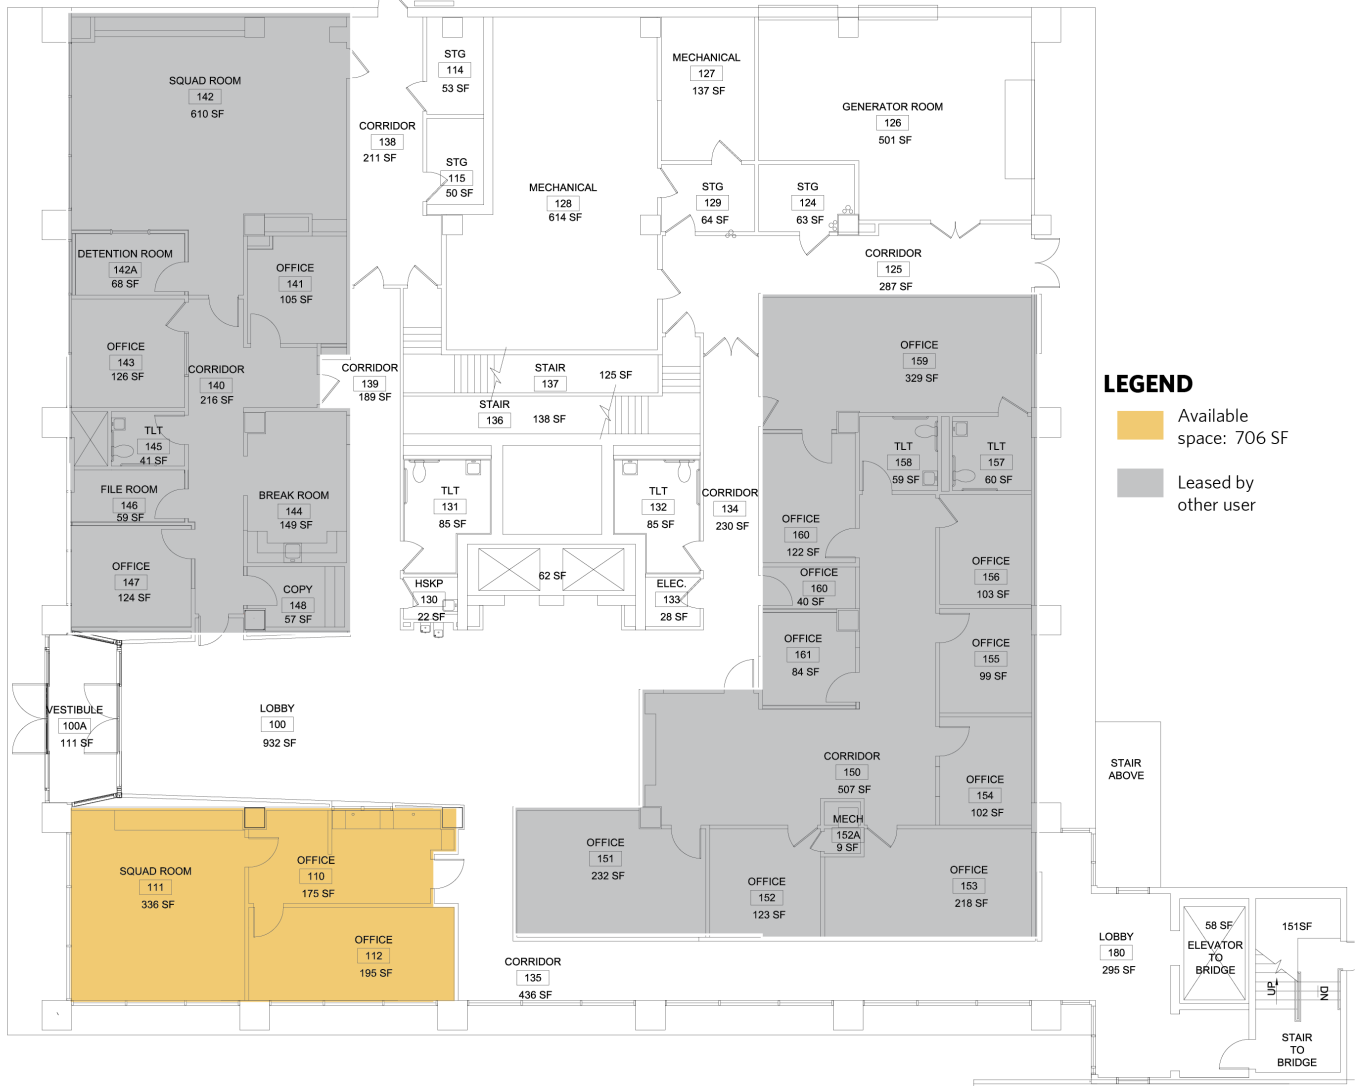 SQUAD ROOM
142
610 SF
CORRIDOR
138
211 SF
STG
114
53 SF
STG
115
50 SF
MECHANICAL
128
614 SF
MECHANICAL
127
137 SF
GENERATOR ROOM
126
501 SF
STG
129
64 SF
STG
124
63 SF
CORRIDOR
125
287 SF
DETENTION ROOM
142A
68 SF
OFFICE
141
105 SF
OFFICE
143
126 SF
CORRIDOR
140
216 SF
CORRIDOR
139
189 SF
STAIR
137
125 SF
STAIR
136
138 SF
OFFICE
159
329 SF
TLT
145
41 SF
FILE ROOM
146
59 SF
BREAK ROOM
144
149 SF
OFFICE
147
124 SF
COPY
148
57 SF
TLT
131
85 SF
TLT
132
85 SF
CORRIDOR
134
230 SF
HSKP
130
22 SF
62 SF
ELEC.
133
28 SF
TLT
158
59 SF
TLT
157
60 SF
OFFICE
160
122 SF
OFFICE
160
40 SF
OFFICE
156
103 SF
OFFICE
161
84 SF
OFFICE
155
99 SF
VESTIBULE
100A
111 SF
LOBBY
100
932 SF
CORRIDOR
150
507 SF
OFFICE
154
102 SF
MECH
152A
9 SF
STAIR
ABOVE
SQUAD ROOM
111
336 SF
OFFICE
110
175 SF
OFFICE
112
195 SF
OFFICE
151
232 SF
OFFICE
152
123 SF
OFFICE
153
218 SF
CORRIDOR
135
436 SF
LOBBY
180
295 SF
58 SF
ELEVATOR
TO
BRIDGE
151SF
UP
DN
STAIR
TO
BRIDGE
LEGEND
Available
space: 706 SF
Leased by
other user